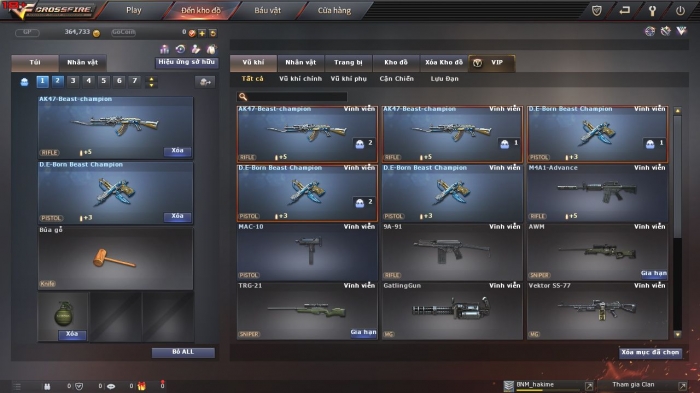 CROSSFIRE Play Đến kho đồ Báu vật Cửa hàng
GP 364,733 GoCoin 0
Túi Nhân vật Hiệu ứng sở hữu
1 2 3 4 5 6 7
AK47-Beast-champion
RIFLE +5 Xóa
D.E-Born Beast Champion
PISTOL +3 Xóa
Búa gỗ
Knife
Xóa
Bỏ ALL
Vũ khí Nhân vật Trang bị Kho đồ Xóa Kho đồ VIP
Tất cả Vũ khí chính Vũ khí phụ Cận Chiến Lựu Đạn
AK47-Beast-champion Vĩnh viễn AK47-Beast-champion Vĩnh viễn D.E-Born Beast Champion Vĩnh viễn
2 1 1
RIFLE +5 RIFLE +5 PISTOL +3
D.E-Born Beast Champion Vĩnh viễn D.E-Born Beast Champion Vĩnh viễn M4A1-Advance Vĩnh viễn
2
PISTOL +3 PISTOL +3 RIFLE +5
MAC-10 Vĩnh viễn 9A-91 Vĩnh viễn AWM Vĩnh viễn
PISTOL RIFLE SNIPER Gia hạn
TRG-21 Vĩnh viễn GatlingGun Vĩnh viễn Vektor SS-77 Vĩnh viễn
SNIPER Gia hạn MG MG
Xóa mục đã chọn
0 0 0 0 BNM_hakime Tham gia Clan